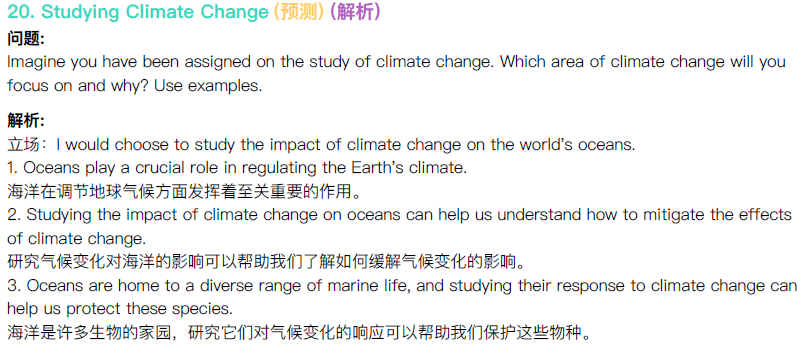 20. Studying Climate Change (预测) (解析)
问题:
Imagine you have been assigned on the study of climate change. Which area of climate change will you
focus on and why? Use examples.
解析:
立场：I would choose to study the impact of climate change on the world's oceans.
1. Oceans play a crucial role in regulating the Earth's climate.
海洋在调节地球气候方面发挥着至关重要的作用。
2. Studying the impact of climate change on oceans can help us understand how to mitigate the effects
of climate change.
研究气候变化对海洋的影响可以帮助我们了解如何缓解气候变化的影响。
3. Oceans are home to a diverse range of marine life, and studying their response to climate change can
help us protect these species.
海洋是许多生物的家园，研究它们对气候变化的响应可以帮助我们保护这些物种。